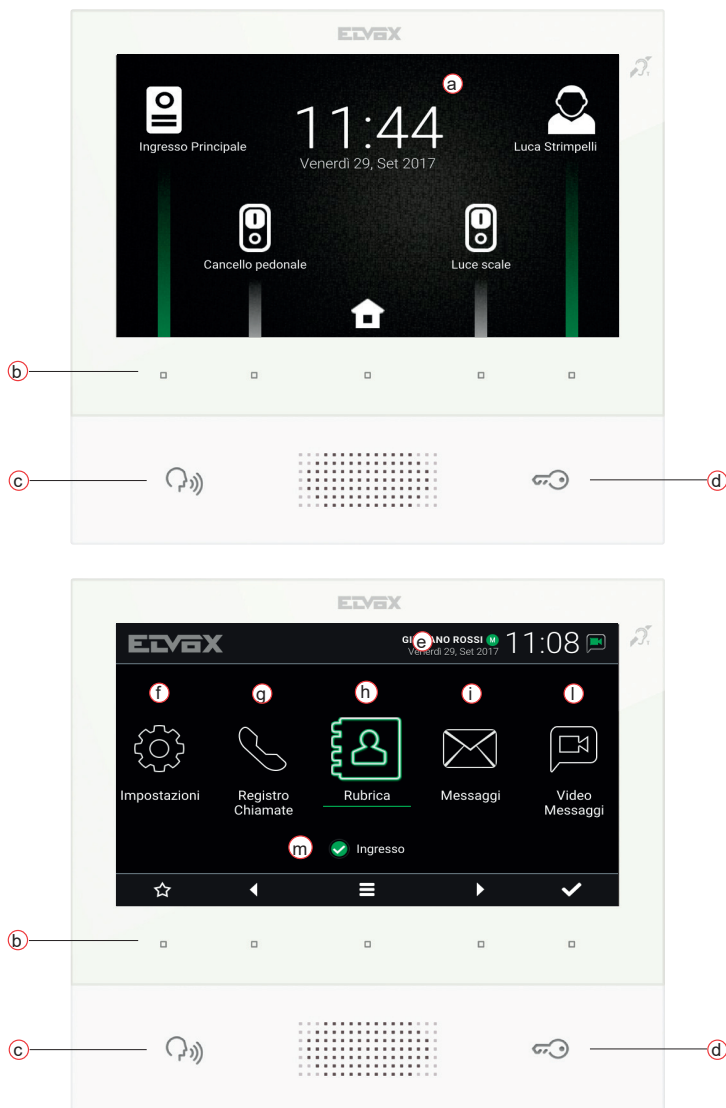 ELVOX
a
11:44
Venerdì 29, Set 2017
Ingresso Principale
Luca Strimpelli
Cancello pedonale
Luce scale
b
c
d
ELVOX
ELVOX
e
ROSSI M
11:08
Venerdì 29, Set 2017
f
g
h
i
l
Impostazioni
Registro
Chiamate
Rubrica
Messaggi
Video
Messaggi
m
Ingresso
b
c
d